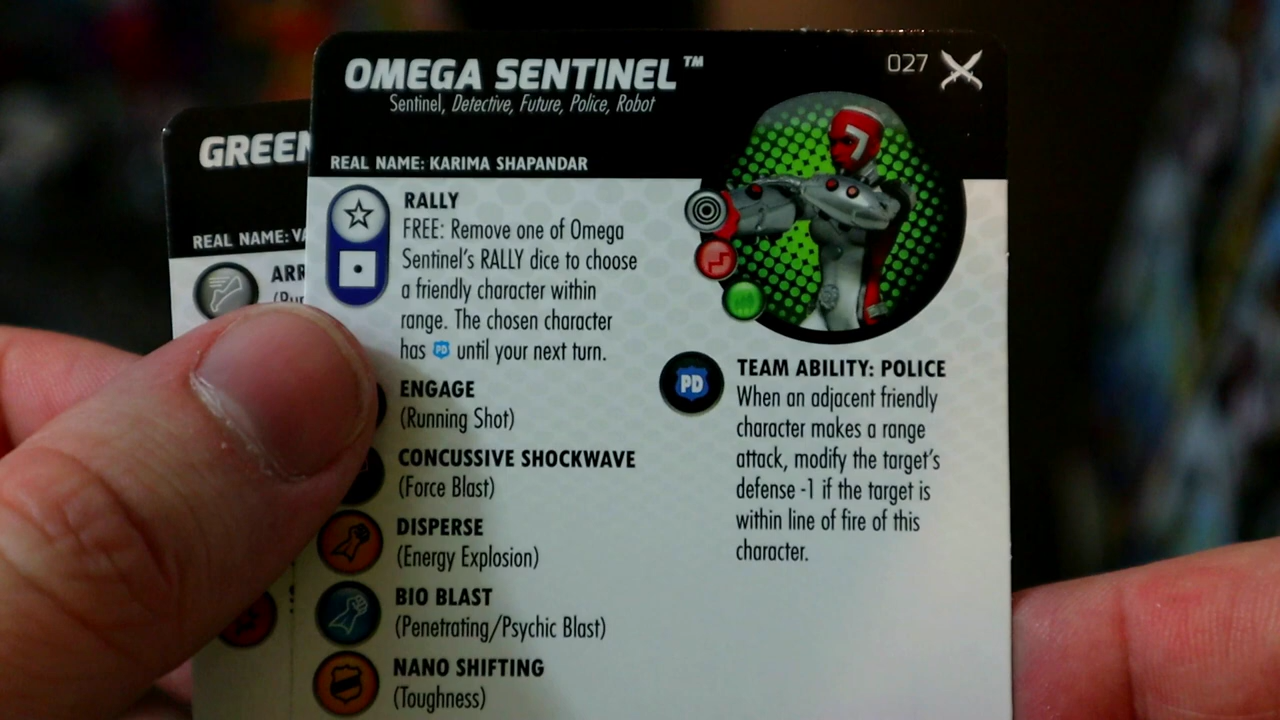 OMEGA SENTINEL™
027
Sentinel, Detective, Future, Police, Robot
REAL NAME: KARIMA SHAPANDAR
RALLY
FREE: Remove one of Omega
Sentinel's RALLY dice to choose
a friendly character within
range. The chosen character
has PD until your next turn.
ENGAGE
(Running Shot)
CONCUSSIVE SHOCKWAVE
(Force Blast)
DISPERSE
(Energy Explosion)
BIO BLAST
(Penetrating/Psychic Blast)
NANO SHIFTING
(Toughness)
PD
TEAM ABILITY: POLICE
When an adjacent friendly
character makes a range
attack, modify the target's
defense -1 if the target is
within line of fire of this
character.
GREEN
REAL NAME: VA
ARR